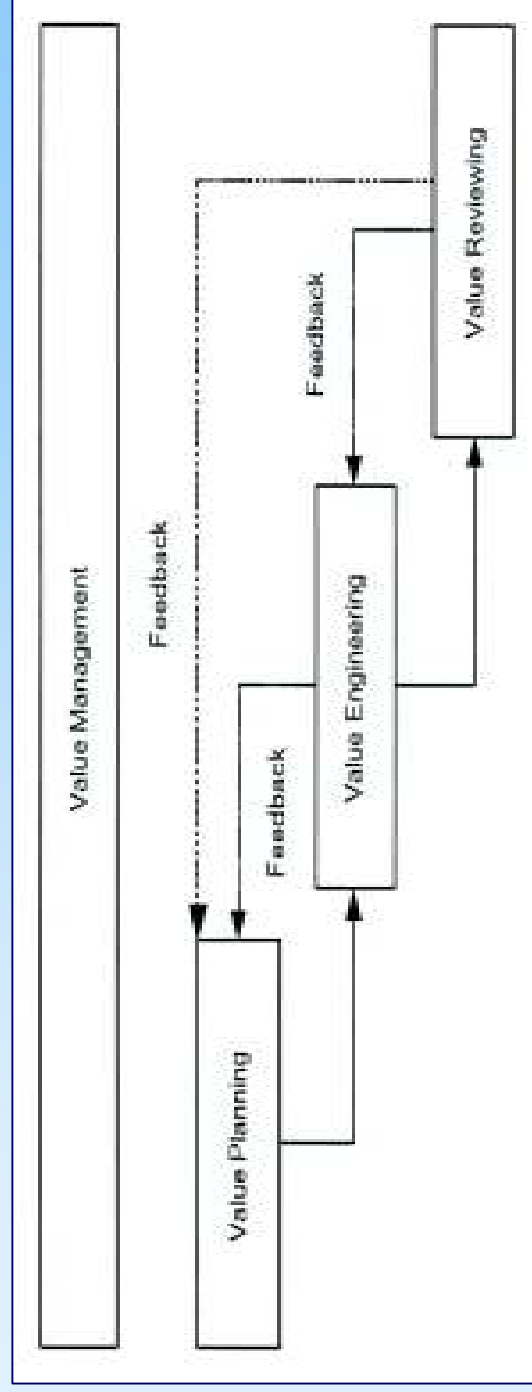 Value Management
Feedback
Value Planning
Feedback
Value Engineering
Feedback
Value Reviewing